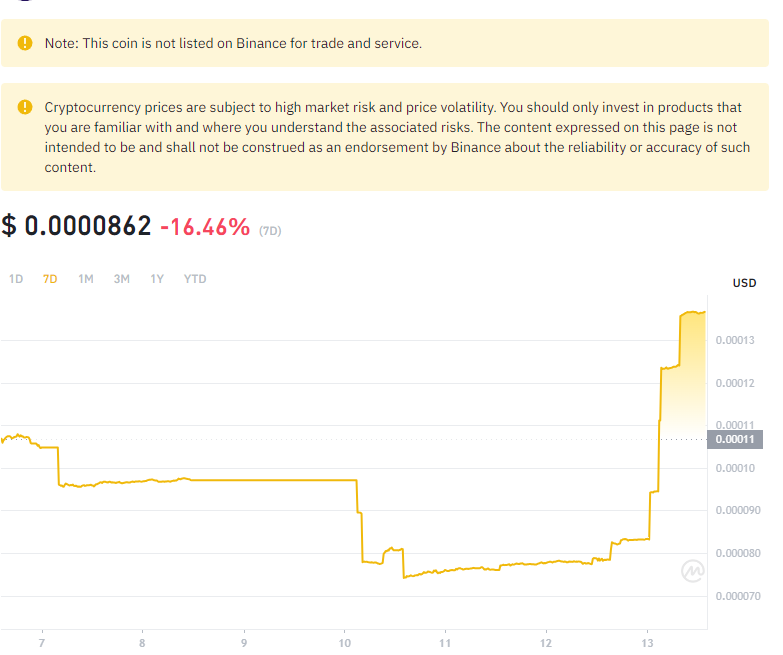 Note: This coin is not listed on Binance for trade and service.
Cryptocurrency prices are subject to high market risk and price volatility. You should only invest in products that
you are familiar with and where you understand the associated risks. The content expressed on this page is not
intended to be and shall not be construed as an endorsement by Binance about the reliability or accuracy of such
content.
$ 0.0000862 -16.46% (7D)
1D 7D 1M 3M 1Y YTD
USD
0.00013
0.00012
0.00011
0.00011
0.00010
0.000090
0.000080
0.000070
7 8 9 10 11 12 13